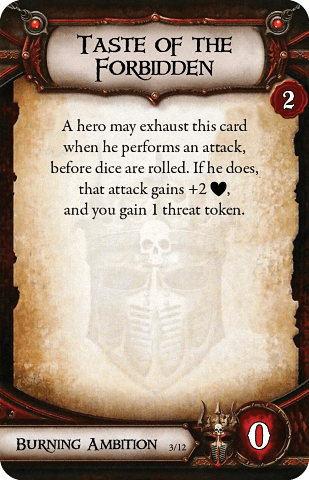 Taste of the
Forbidden
2
A hero may exhaust this card
when he performs an attack,
before dice are rolled. If he does,
that attack gains +2 ♥,
and you gain 1 threat token.
Burning Ambition 3/12
0